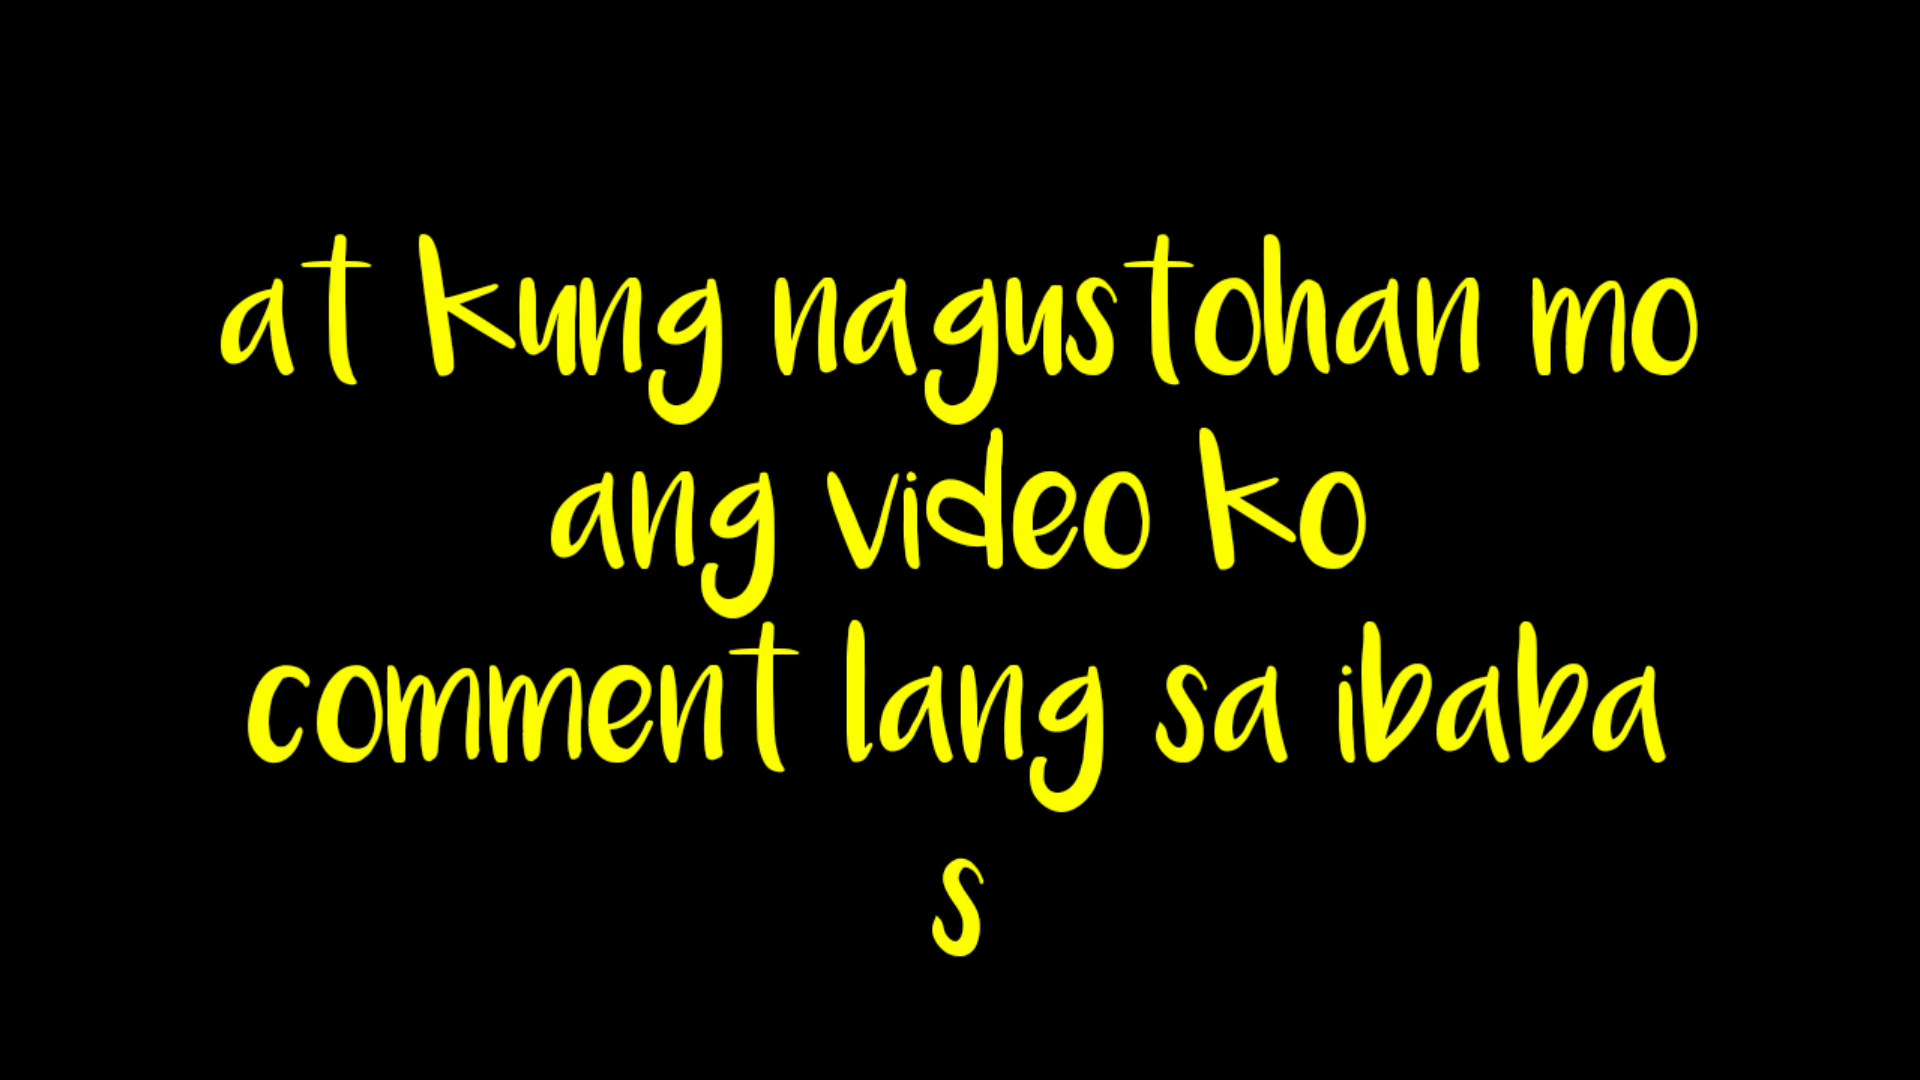 at kung nagustohan mo
ang video ko
comment lang sa ibaba
s